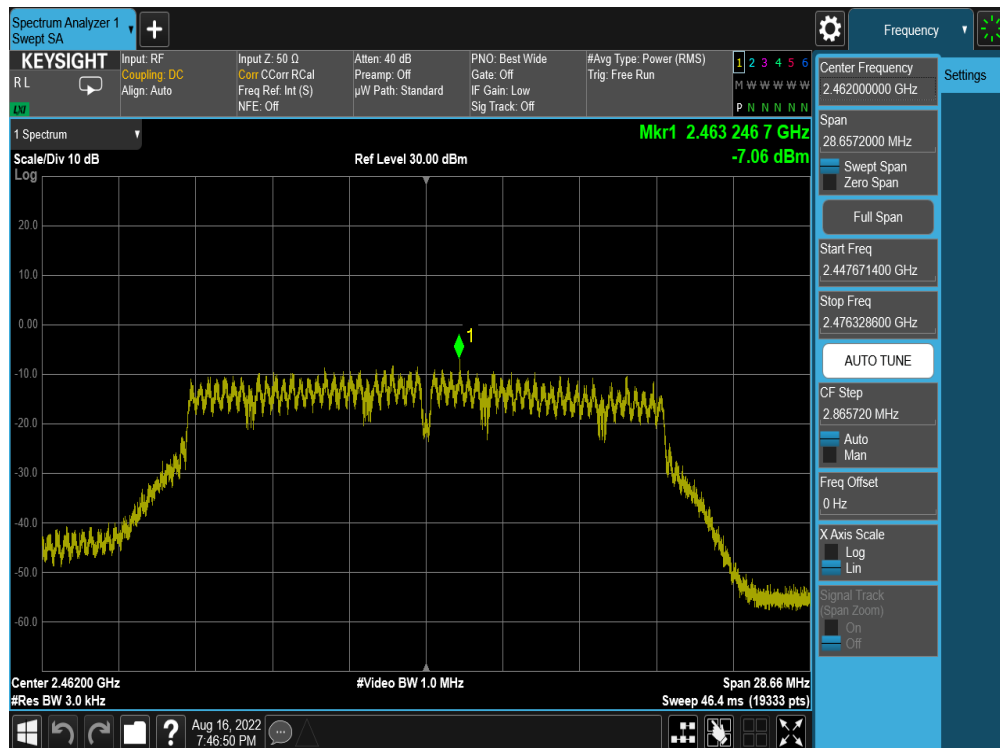 Spectrum Analyzer 1
Swept SA
Frequency
KEYSIGHT
R L
LXI
Input: RF
Coupling: DC
Align: Auto
Input Z: 50 Ω
Corr CCorr RCal
Freq Ref: Int (S)
NFE: Off
Atten: 40 dB
Preamp: Off
µW Path: Standard
PNO: Best Wide
Gate: Off
IF Gain: Low
Sig Track: Off
#Avg Type: Power (RMS)
Trig: Free Run
1 2 3 4 5 6
M W W W W W
P N N N N N
1 Spectrum
Scale/Div 10 dB
Log
Ref Level 30.00 dBm
Mkr1 2.463 246 7 GHz
-7.06 dBm
20.0
10.0
0.00
-10.0
-20.0
-30.0
-40.0
-50.0
-60.0
1
Center 2.46200 GHz
#Video BW 1.0 MHz
Span 28.66 MHz
#Res BW 3.0 kHz
Sweep 46.4 ms (19333 pts)
Center Frequency
2.462000000 GHz
Settings
Span
28.6572000 MHz
Swept Span
Zero Span
Full Span
Start Freq
2.447671400 GHz
Stop Freq
2.476328600 GHz
AUTO TUNE
CF Step
2.865720 MHz
Auto
Man
Freq Offset
0 Hz
X Axis Scale
Log
Lin
Signal Track
(Span Zoom)
On
Off
?
Aug 16, 2022
7:46:50 PM